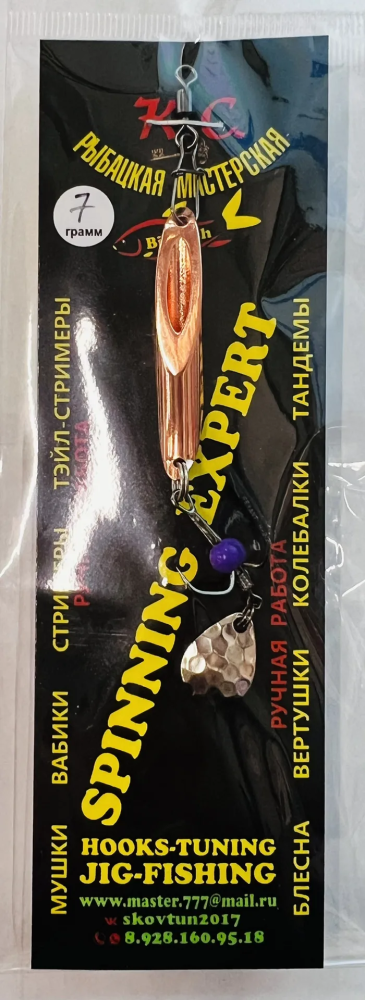 К С
РЫБАЦКАЯ МАСТЕРСКАЯ
7
грамм
МУШКИ ВАБИКИ СТРИМЕРЫ ТЭЙЛ-СТРИМЕРЫ
SPINNING EXPERT
РУЧНАЯ РАБОТА
БЛЕСНА ВЕРТУШКИ КОЛЕБАЛКИ ТАНДЕМЫ
HOOKS-TUNING
JIG-FISHING
www.master.777@mail.ru
skovtun2017
8.928.160.95.18